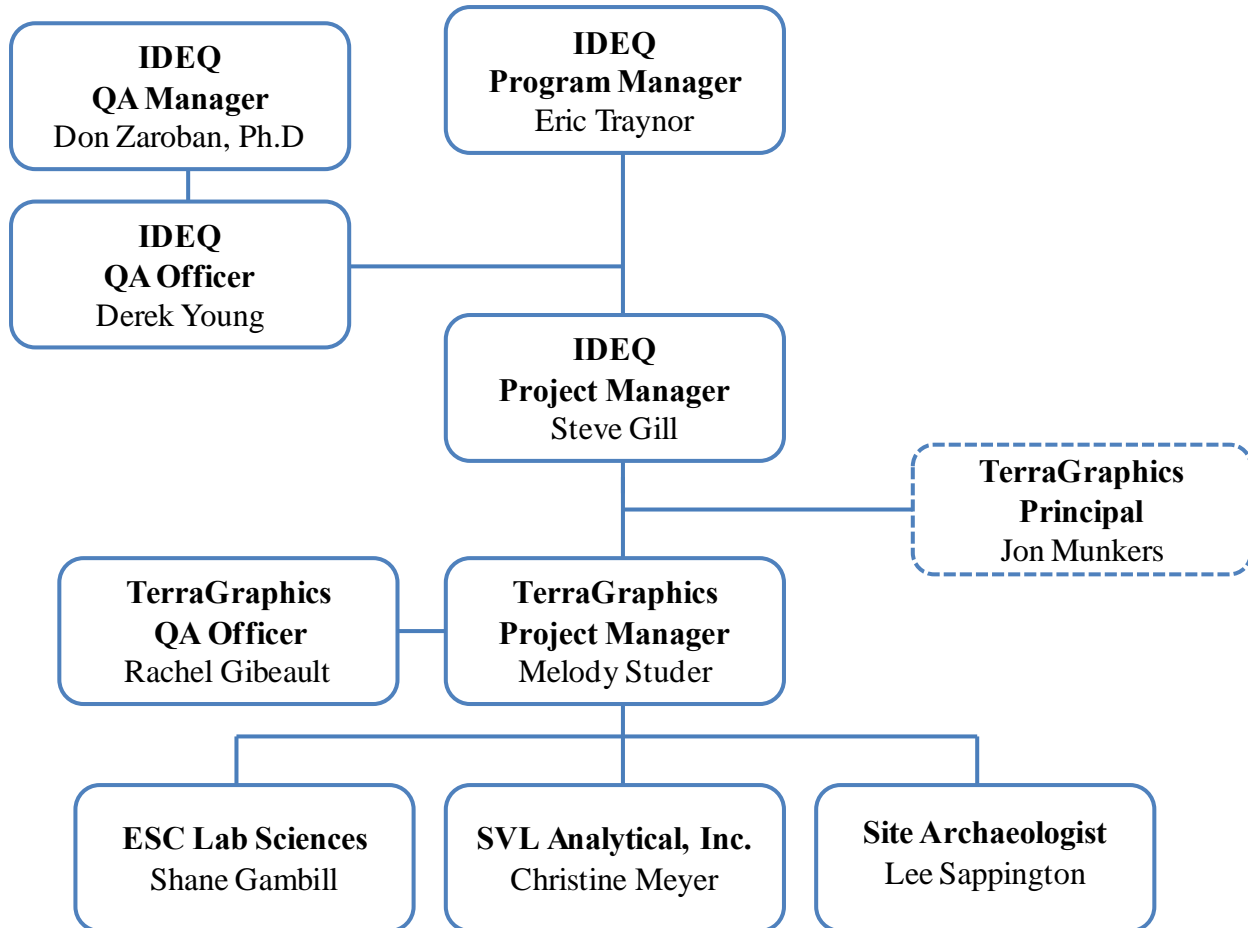 IDEQ
QA Manager
Don Zaroban, Ph.D
IDEQ
Program Manager
Eric Traynor
IDEQ
QA Officer
Derek Young
IDEQ
Project Manager
Steve Gill
TerraGraphics
Principal
Jon Munkers
TerraGraphics
QA Officer
Rachel Gibeault
TerraGraphics
Project Manager
Melody Studer
ESC Lab Sciences
Shane Gambill
SVL Analytical, Inc.
Christine Meyer
Site Archaeologist
Lee Sappington